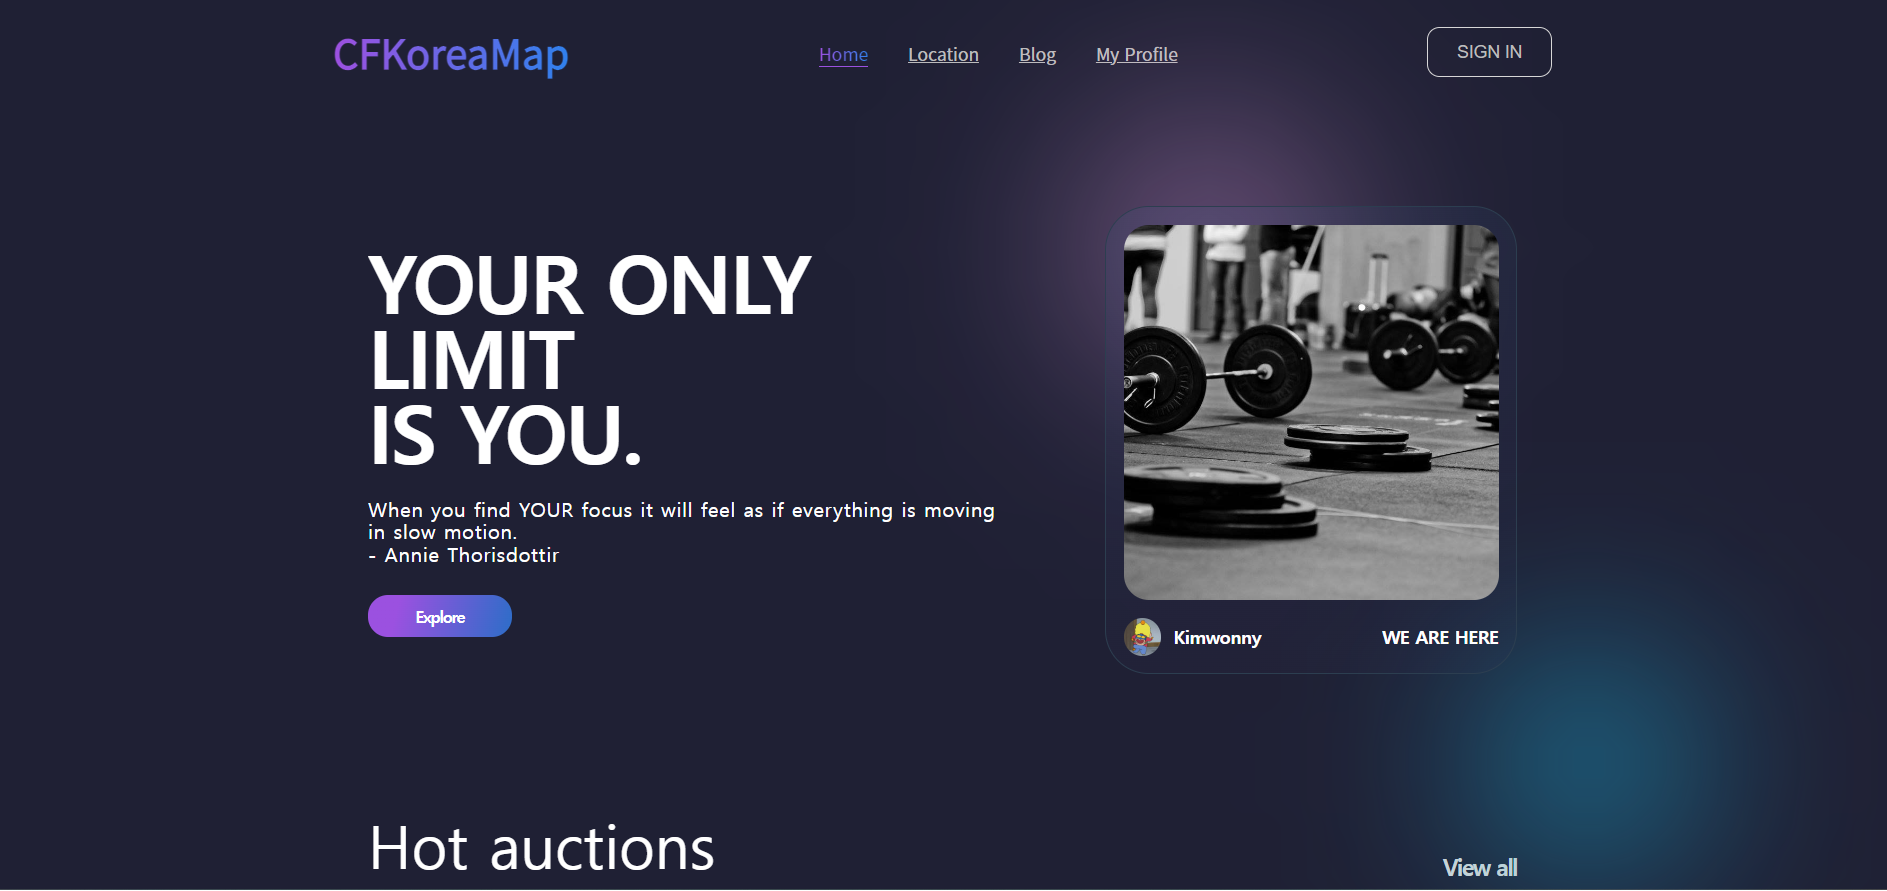 CFKoreaMap
Home
Location
Blog
My Profile
SIGN IN
YOUR ONLY
LIMIT
IS YOU.
When you find YOUR focus it will feel as if everything is moving
in slow motion.
- Annie Thorisdottir
Explore
Kimwonny
WE ARE HERE
Hot auctions
View all